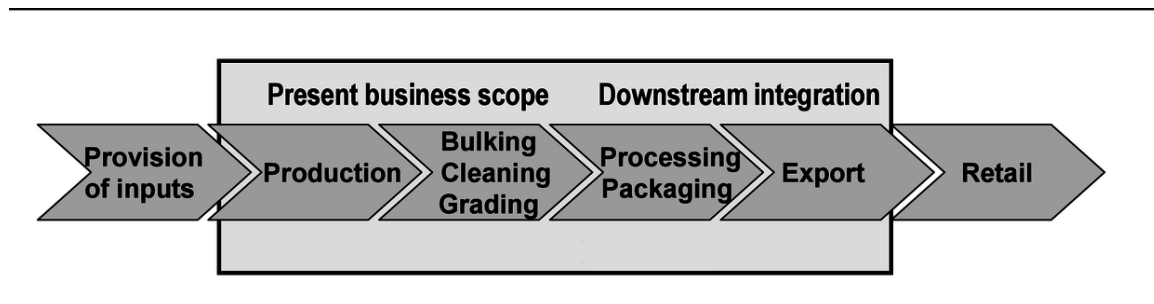 Present business scope
Downstream integration
Provision
of inputs
Production
Bulking
Cleaning
Grading
Processing
Packaging
Export
Retail